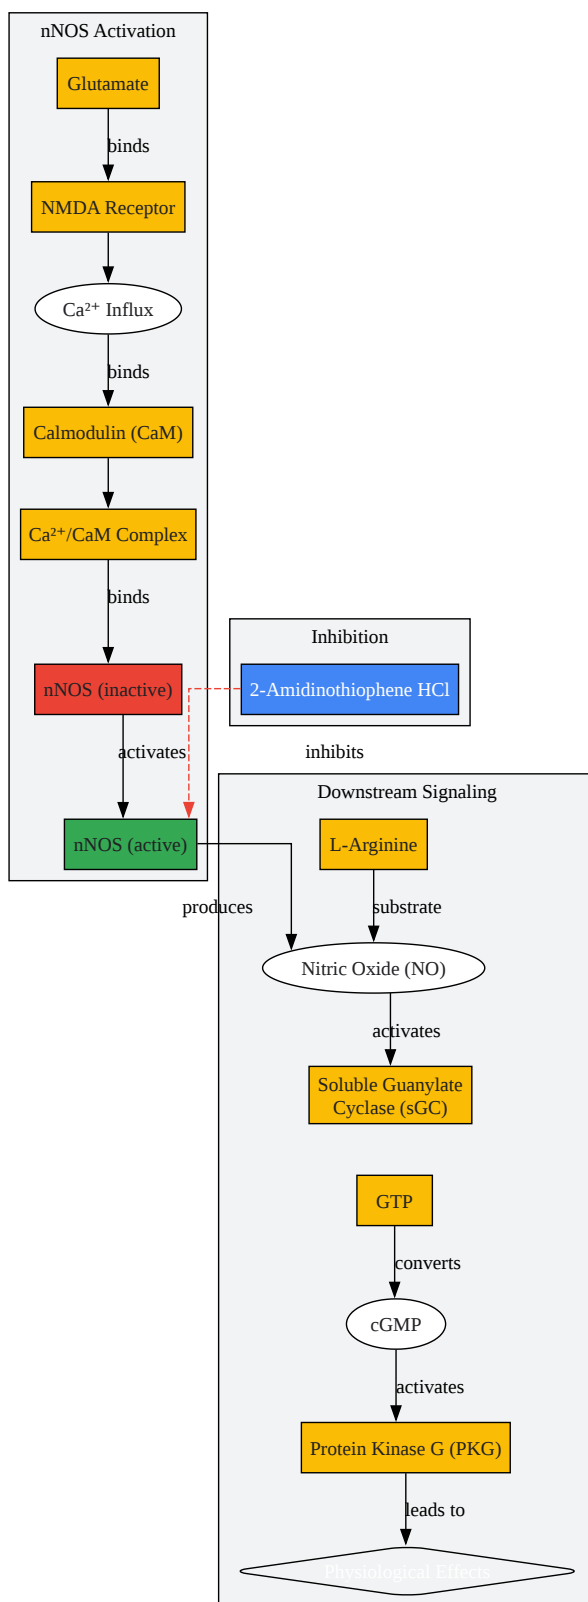 nNOS Activation
Glutamate
binds
NMDA Receptor
Ca²⁺ Influx
binds
Calmodulin (CaM)
Ca²⁺/CaM Complex
binds
Inhibition
nNOS (inactive)
2-Amidinothiophene HCl
activates
inhibits
Downstream Signaling
nNOS (active)
L-Arginine
produces
substrate
Nitric Oxide (NO)
activates
Soluble Guanylate
Cyclase (sGC)
GTP
converts
cGMP
activates
Protein Kinase G (PKG)
leads to
Physiological Effects